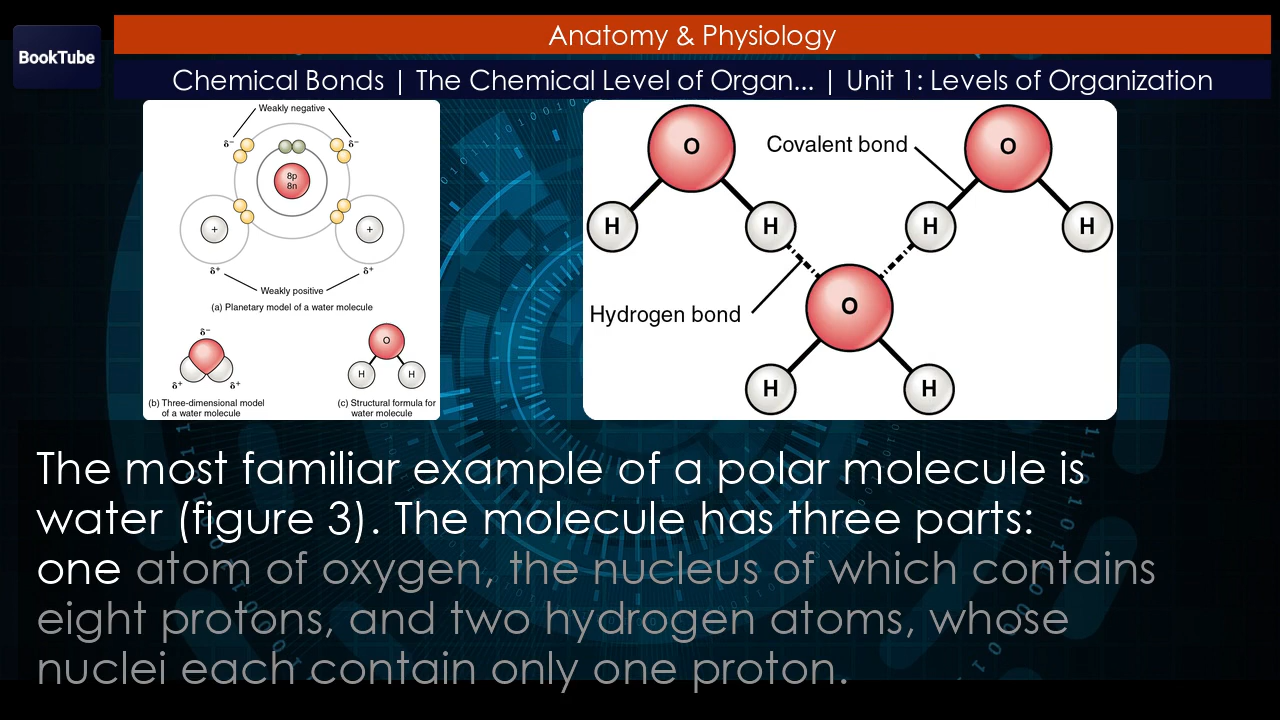 BookTube
Anatomy & Physiology
Chemical Bonds | The Chemical Level of Organ... | Unit 1: Levels of Organization
Weakly negative
δ⁻ δ⁻
8p
8n
+ +
δ⁺ δ⁺
Weakly positive
(a) Planetary model of a water molecule
δ⁻
δ⁺ δ⁺
(b) Three-dimensional model
of a water molecule
O
H H
(c) Structural formula for
water molecule
O Covalent bond O
H H H H
Hydrogen bond O
H H
The most familiar example of a polar molecule is
water (figure 3). The molecule has three parts:
one atom of oxygen, the nucleus of which contains
eight protons, and two hydrogen atoms, whose
nuclei each contain only one proton.